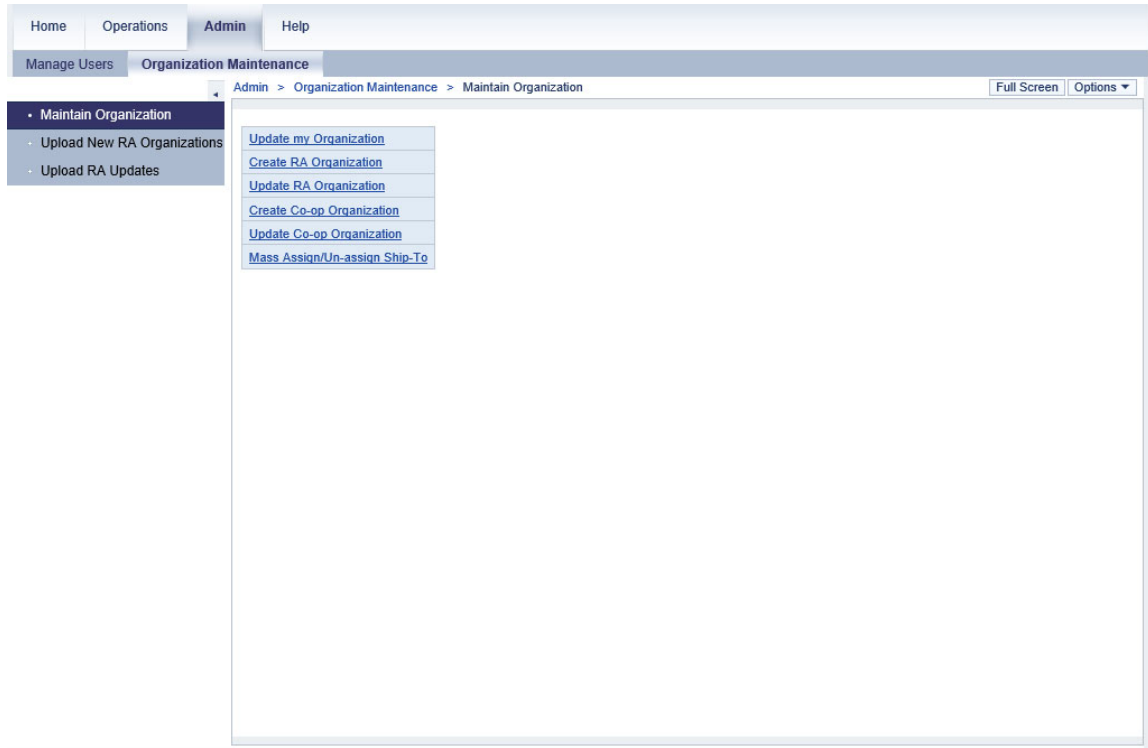 Home Operations Admin Help
Manage Users Organization Maintenance
Admin > Organization Maintenance > Maintain Organization Full Screen Options
Maintain Organization
Upload New RA Organizations
Upload RA Updates
Update my Organization
Create RA Organization
Update RA Organization
Create Co-op Organization
Update Co-op Organization
Mass Assign/Un-assign Ship-To